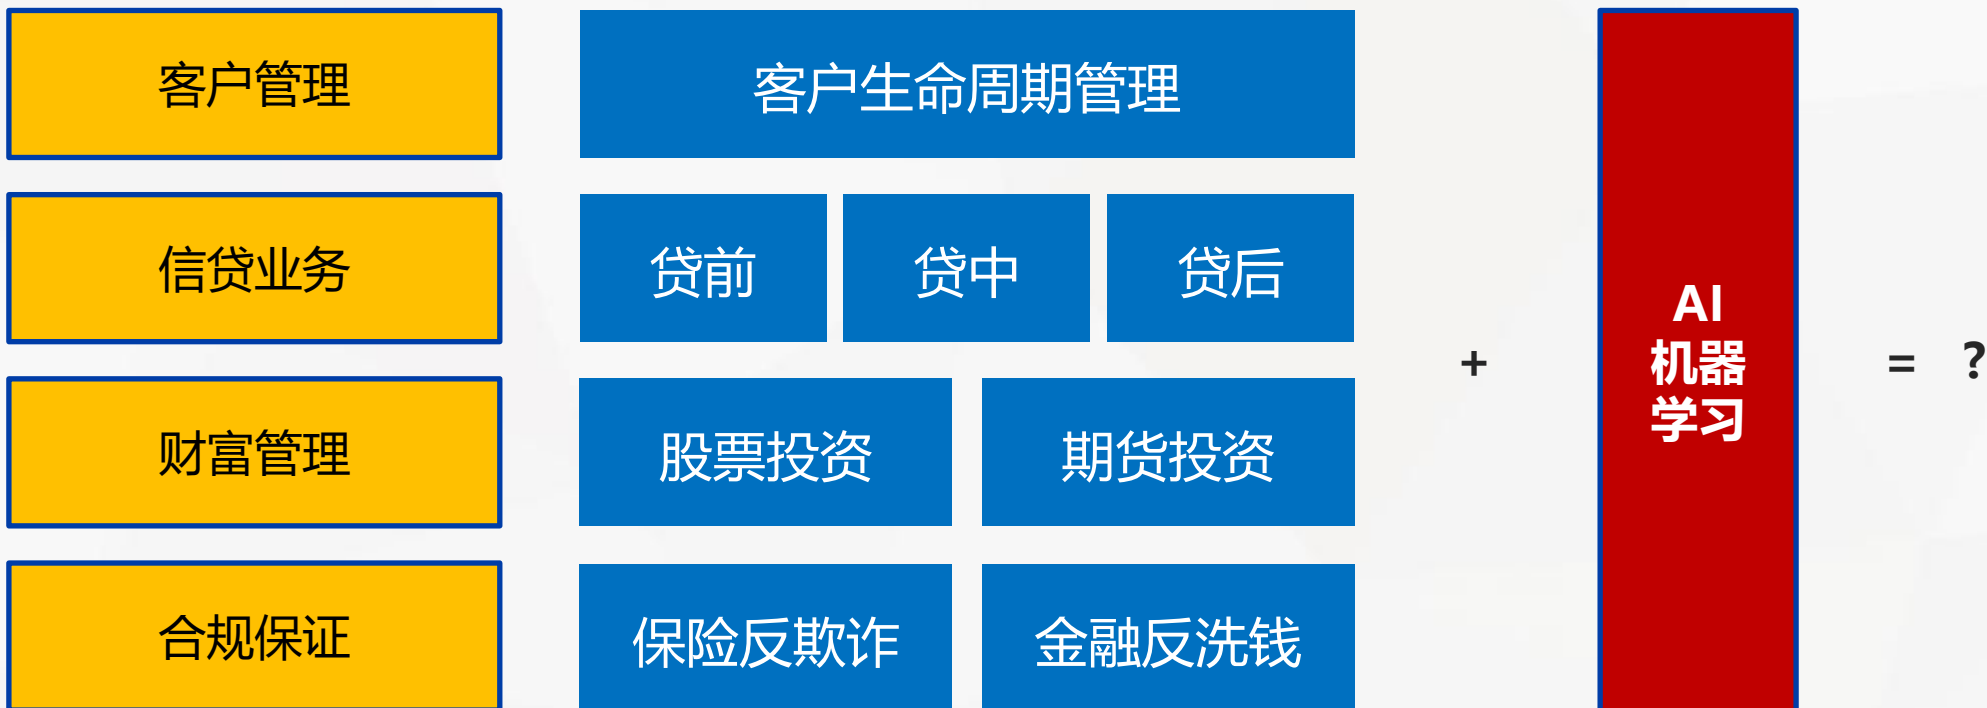 客户管理
客户生命周期管理
信贷业务
贷前
贷中
贷后
财富管理
股票投资
期货投资
合规保证
保险反欺诈
金融反洗钱
+
AI
机器
学习
= ?